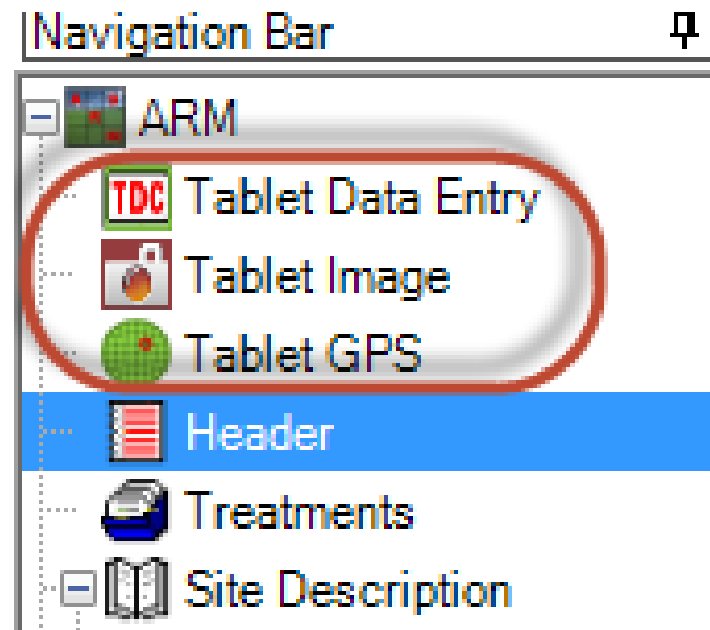 Navigation Bar
ARM
TDC Tablet Data Entry
Tablet Image
Tablet GPS
Header
Treatments
Site Description